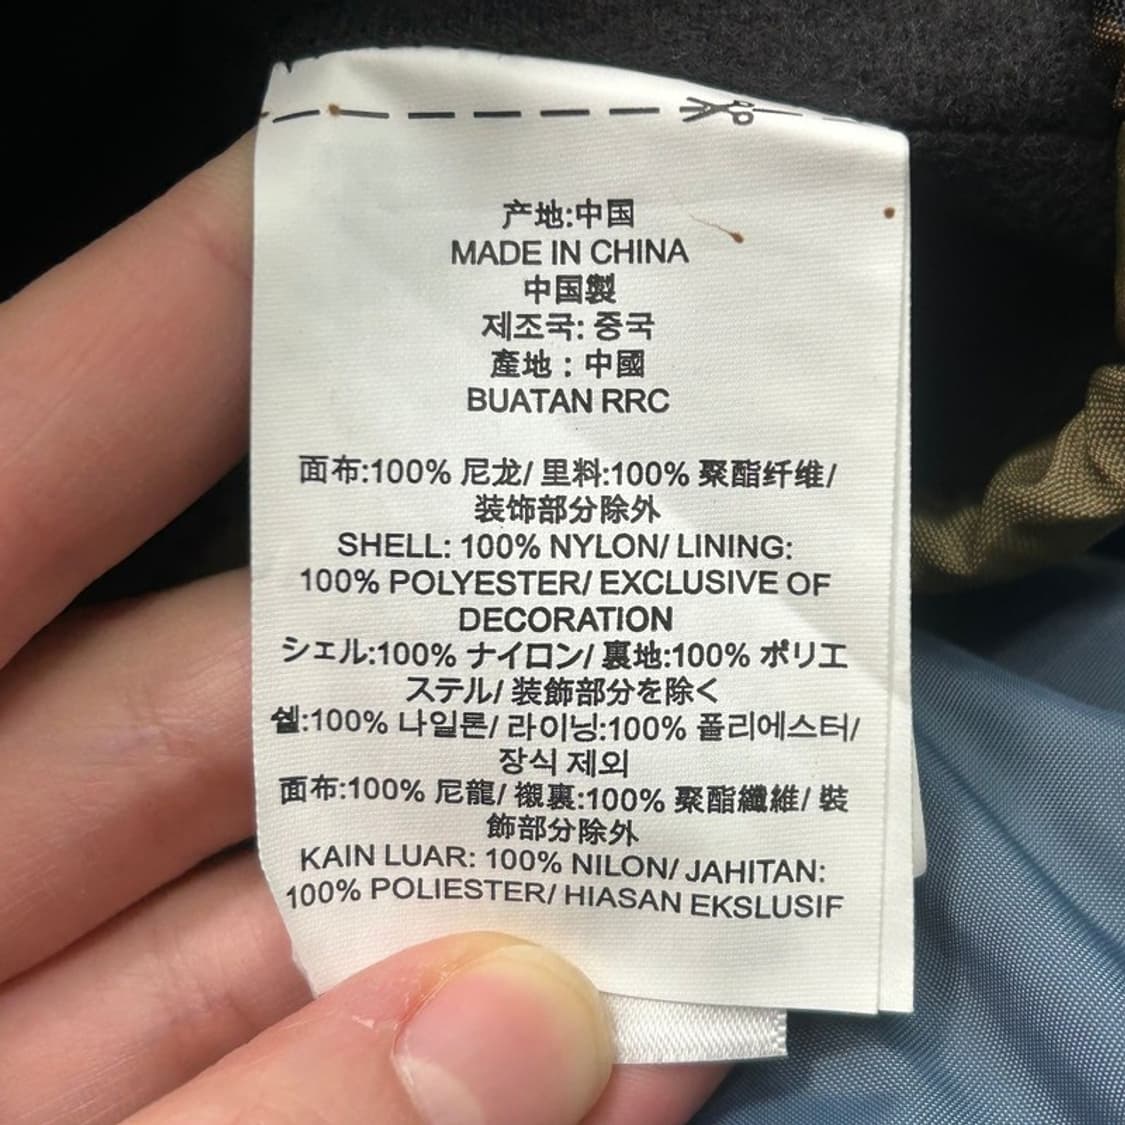 产地:中国
MADE IN CHINA
中国製
제조국: 중국
產地：中國
BUATAN RRC
面布:100% 尼龙/ 里料:100% 聚酯纤维/
装饰部分除外
SHELL: 100% NYLON/ LINING:
100% POLYESTER/ EXCLUSIVE OF
DECORATION
シェル:100% ナイロン/ 裏地:100% ポリエ
ステル/ 装飾部分を除く
쉘:100% 나일론/ 라이닝:100% 폴리에스터/
장식 제외
面布:100% 尼龍/ 襯裏:100% 聚酯纖維/ 裝
飾部分除外
KAIN LUAR: 100% NILON/ JAHITAN:
100% POLIESTER/ HIASAN EKSLUSIF